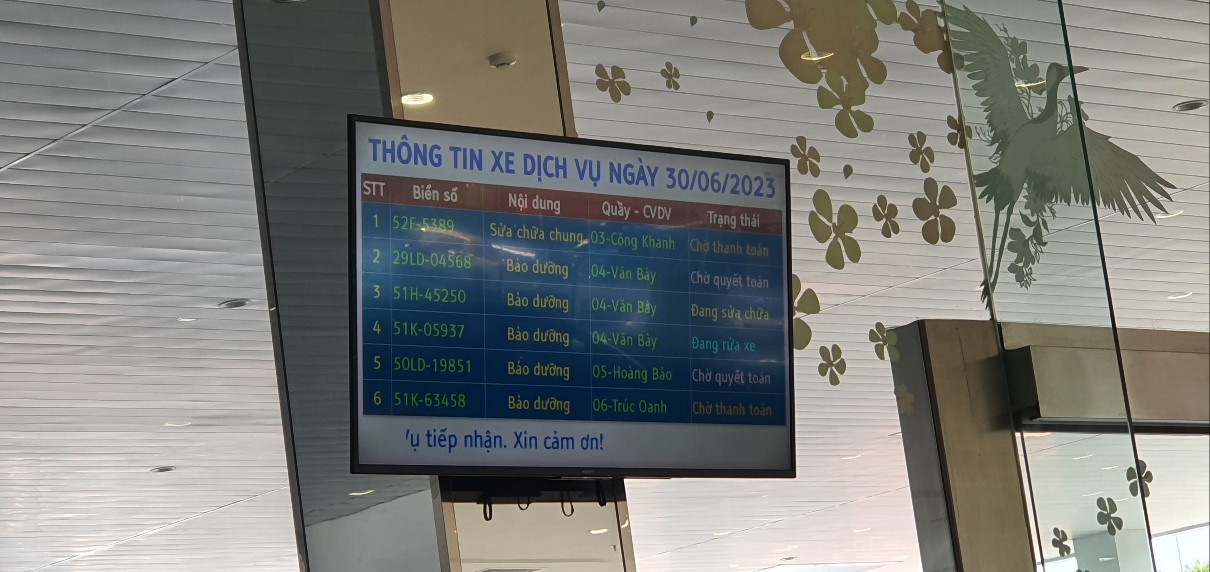 THÔNG TIN XE DỊCH VỤ NGÀY 30/06/2023
STT Biển số Nội dung Quầy - CVDV Trạng thái
1 52F-5389 Sửa chữa chung 03-Công Khanh Chờ thanh toán
2 29LD-04568 Bảo dưỡng 04-Văn Bảy Chờ quyết toán
3 51H-45250 Bảo dưỡng 04-Văn Bảy Đang sửa chữa
4 51K-05937 Bảo dưỡng 04-Văn Bảy Đang rửa xe
5 50LD-19851 Bảo dưỡng 05-Hoàng Bảo Chờ quyết toán
6 51K-63458 Bảo dưỡng 06-Trúc Oanh Chờ thanh toán
ụ tiếp nhận. Xin cảm ơn!